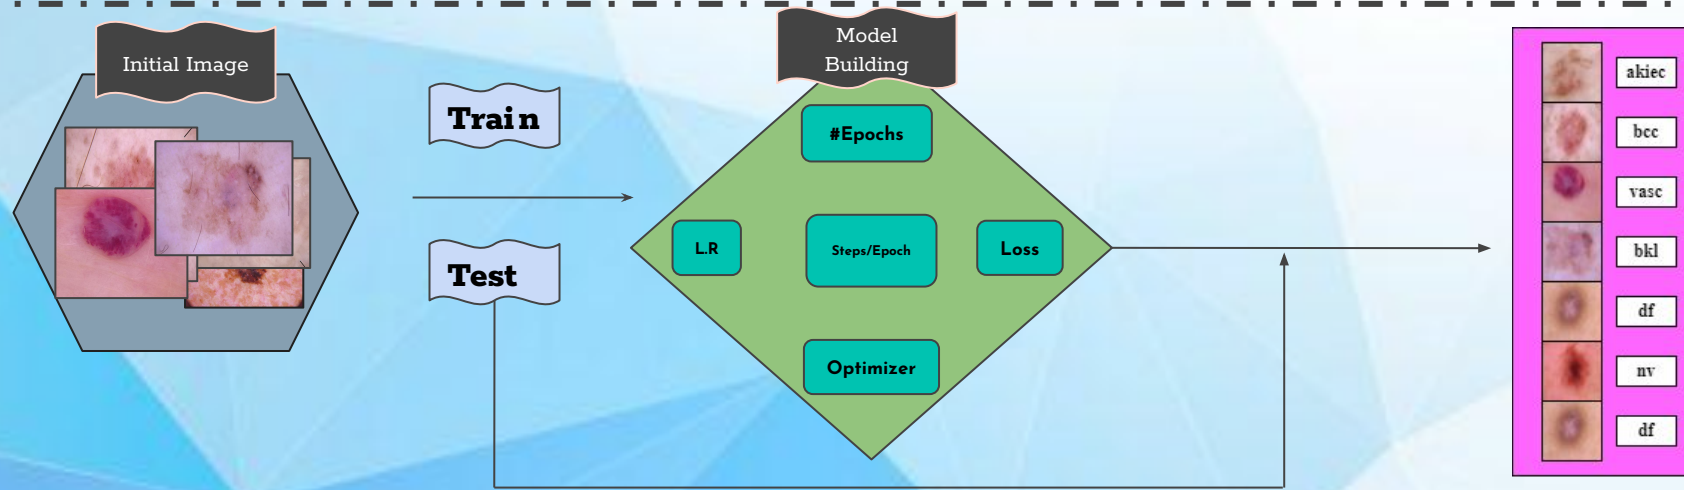 Initial Image
Train
Test
Model
Building
#Epochs
L.R
Steps/Epoch
Loss
Optimizer
akiec
bcc
vasc
bkl
df
nv
df